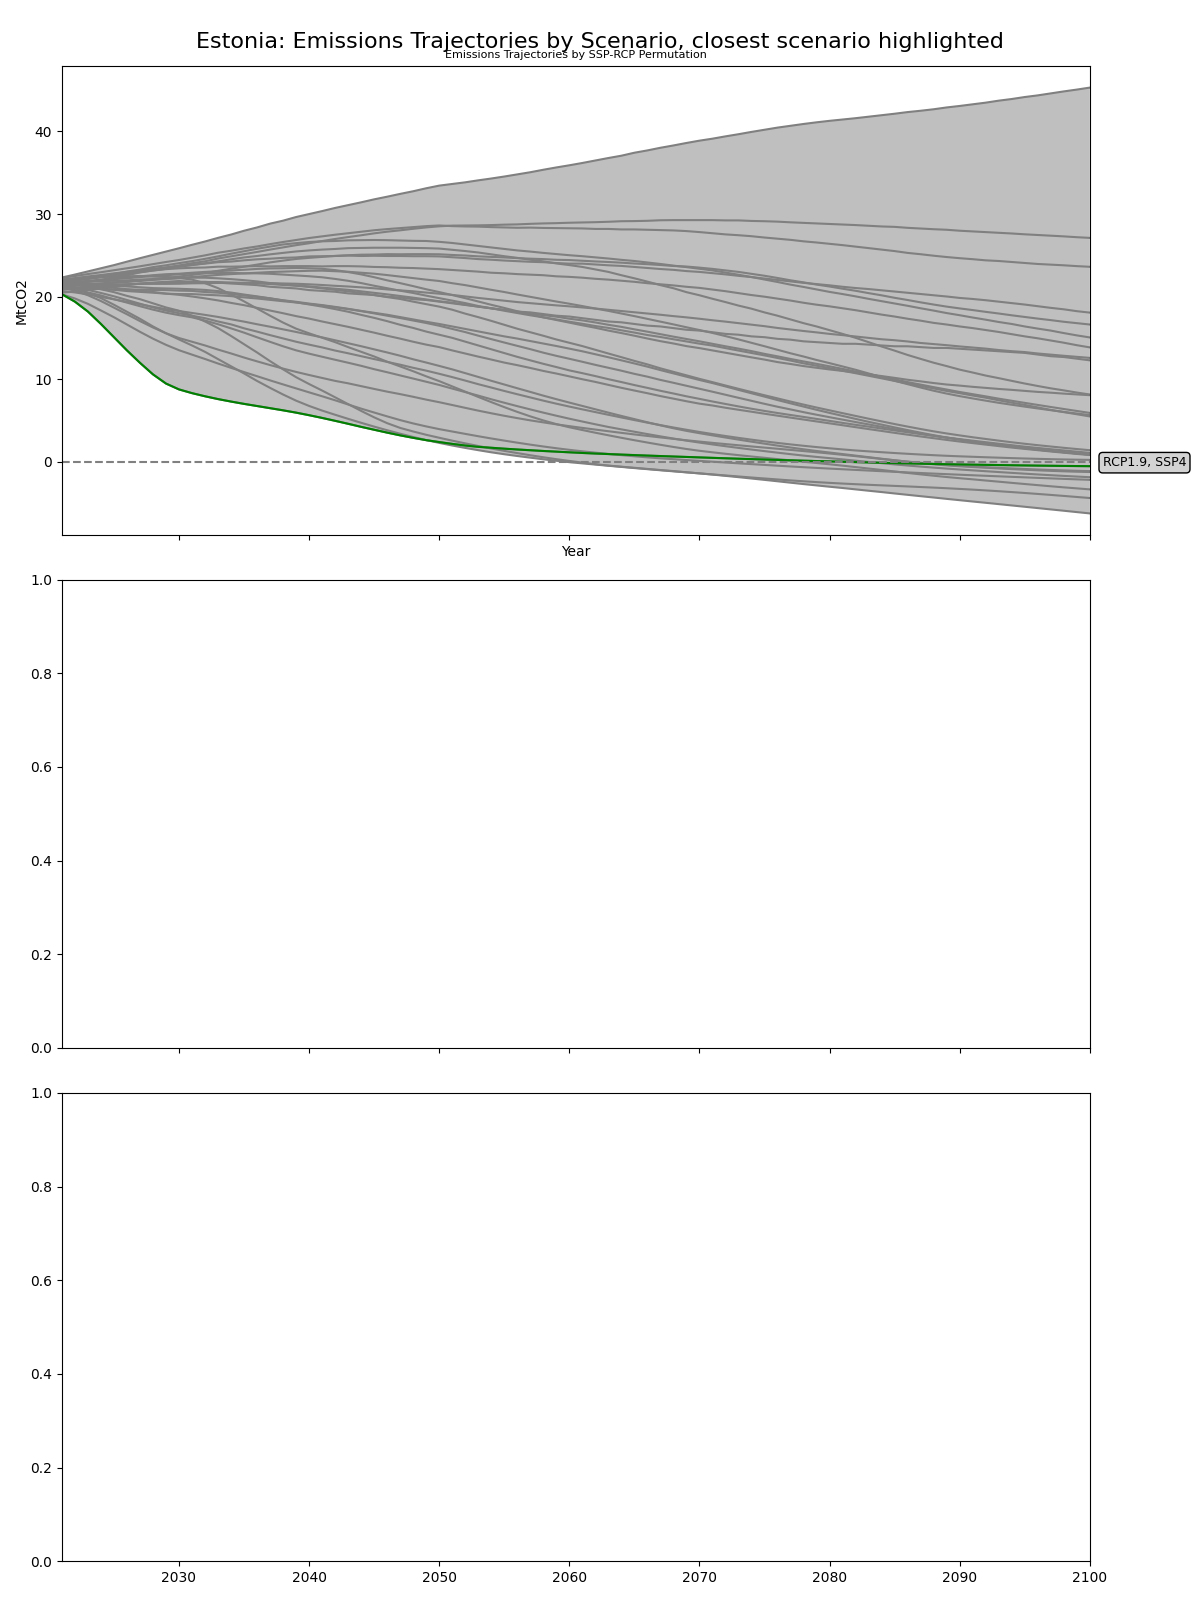 Estonia: Emissions Trajectories by Scenario, closest scenario highlighted
Emissions Trajectories by SSP-RCP Permutation
MtCO2
40
30
20
10
0
RCP1.9, SSP4
Year
1.0
0.8
0.6
0.4
0.2
0.0
1.0
0.8
0.6
0.4
0.2
0.0
2030 2040 2050 2060 2070 2080 2090 2100